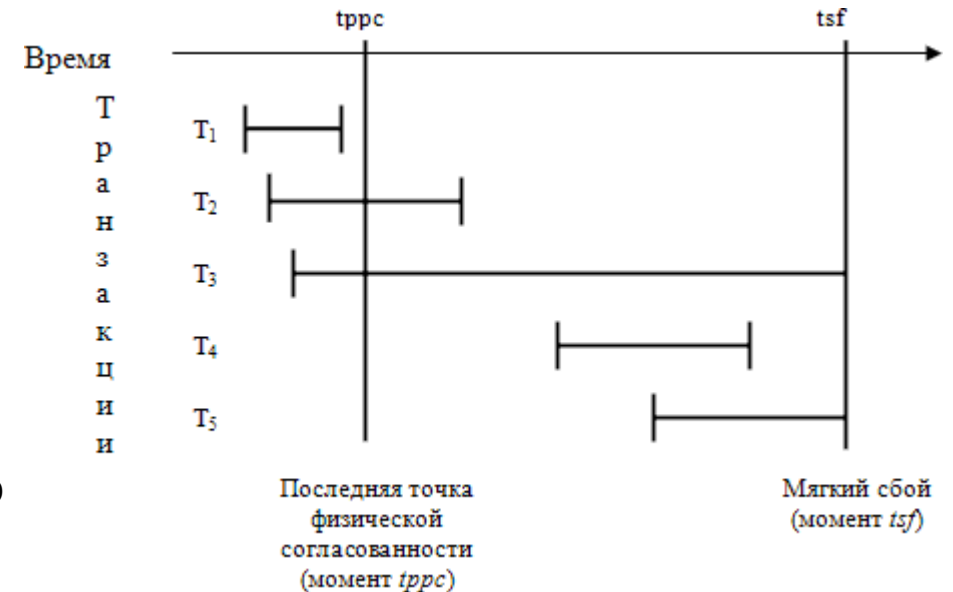 tppc
tsf
Время
Т
р
а
н
з
а
к
ц
и
и
T₁
T₂
T₃
T₄
T₅
)
Последняя точка
физической
согласованности
(момент tppc)
Мягкий сбой
(момент tsf)